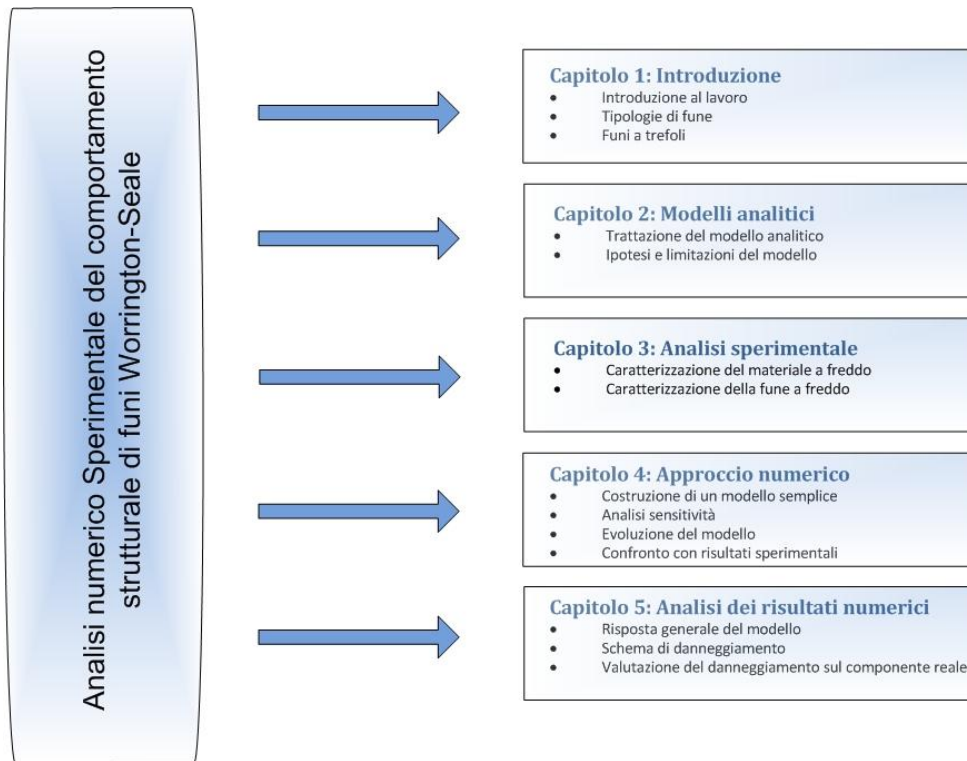 Analisi numerico Sperimentale del comportamento
strutturale di funi Worrington-Seale
Capitolo 1: Introduzione
• Introduzione al lavoro
• Tipologie di fune
• Funi a trefoli
Capitolo 2: Modelli analitici
• Trattazione del modello analitico
• Ipotesi e limitazioni del modello
Capitolo 3: Analisi sperimentale
• Caratterizzazione del materiale a freddo
• Caratterizzazione della fune a freddo
Capitolo 4: Approccio numerico
• Costruzione di un modello semplice
• Analisi sensitività
• Evoluzione del modello
• Confronto con risultati sperimentali
Capitolo 5: Analisi dei risultati numerici
• Risposta generale del modello
• Schema di danneggiamento
• Valutazione del danneggiamento sul componente reale